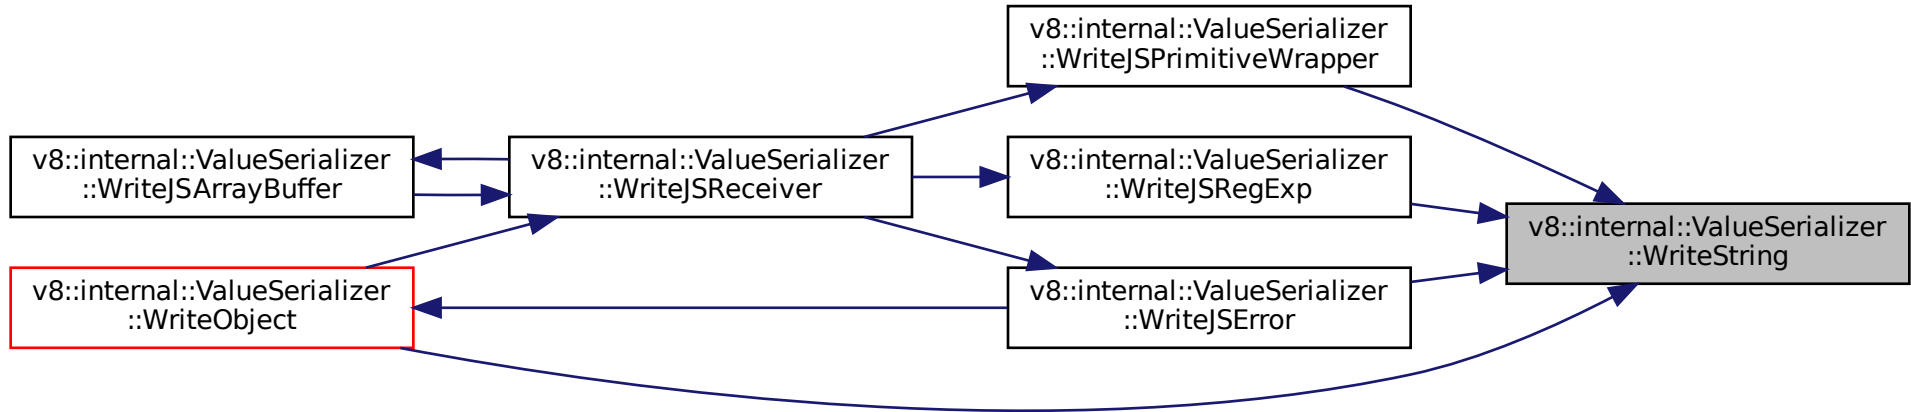 v8::internal::ValueSerializer
::WriteJSPrimitiveWrapper
v8::internal::ValueSerializer
::WriteJSArrayBuffer
v8::internal::ValueSerializer
::WriteJSReceiver
v8::internal::ValueSerializer
::WriteJSRegExp
v8::internal::ValueSerializer
::WriteString
v8::internal::ValueSerializer
::WriteObject
v8::internal::ValueSerializer
::WriteJSError